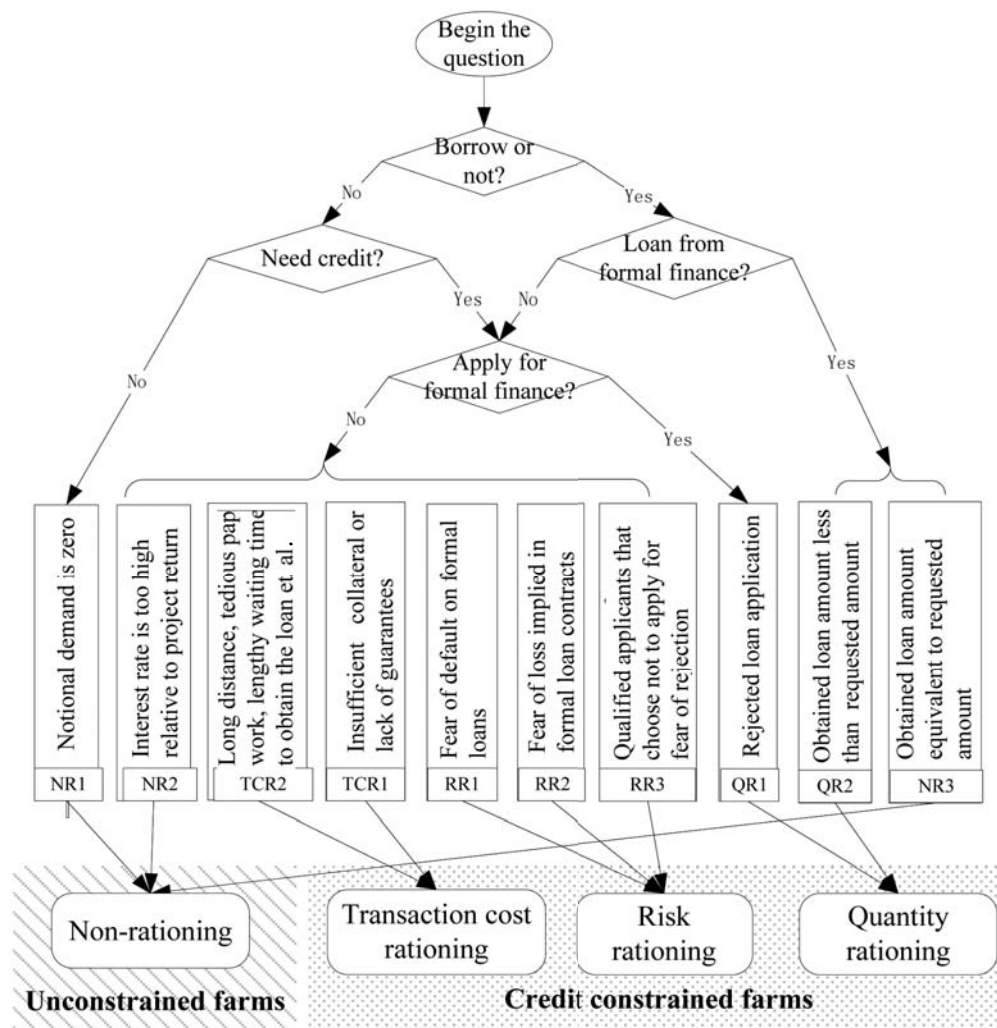 Begin the
question
Borrow or
not?
No
Yes
Need credit?
Loan from
formal finance?
Yes
No
Apply for
formal finance?
No
Yes
No
Yes
Notional demand is zero
NR1
Interest rate is too high
relative to project return
NR2
Long distance, tedious pap
work, lengthy waiting time
to obtain the loan et al.
TCR2
Insufficient collateral or
lack of guarantees
TCR1
Fear of default on formal
loans
RR1
Fear of loss implied in
formal loan contracts
RR2
Qualified applicants that
choose not to apply for
fear of rejection
RR3
Rejected loan application
QR1
Obtained loan amount less
than requested amount
QR2
Obtained loan amount
equivalent to requested
amount
NR3
Non-rationing
Transaction cost
rationing
Risk
rationing
Quantity
rationing
Unconstrained farms
Credit constrained farms